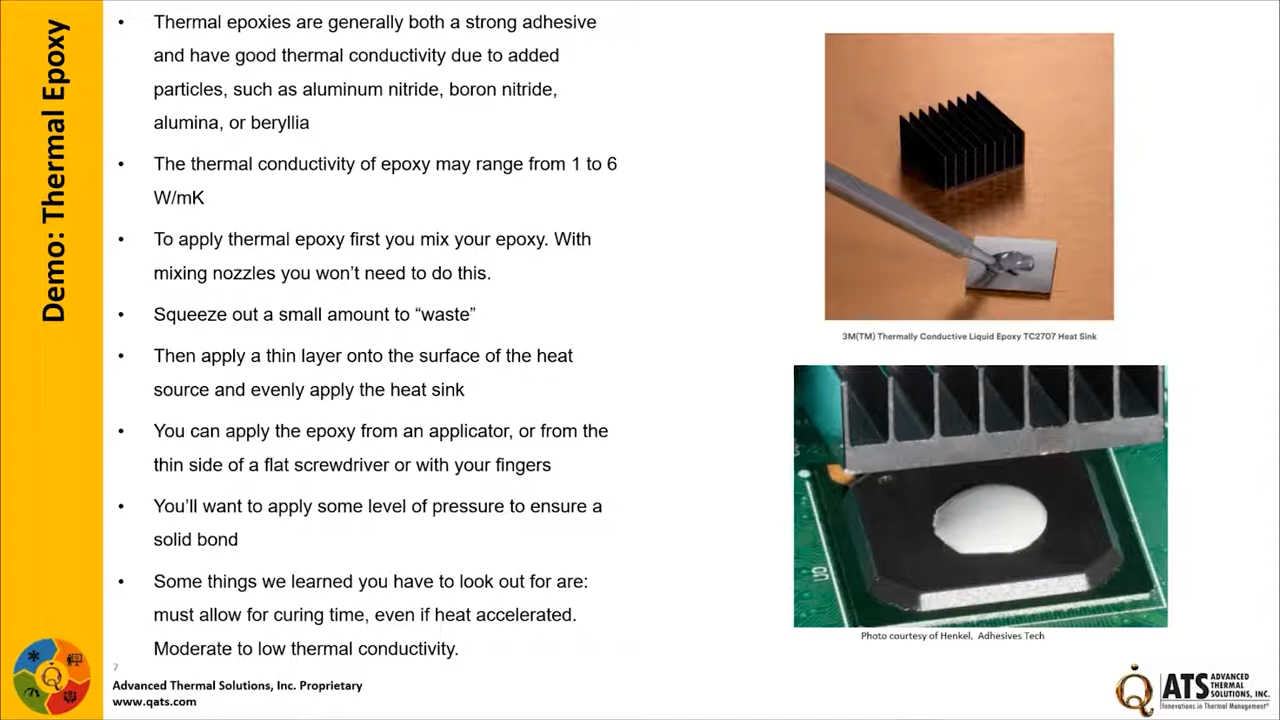 Demo: Thermal Epoxy
• Thermal epoxies are generally both a strong adhesive
and have good thermal conductivity due to added
particles, such as aluminum nitride, boron nitride,
alumina, or beryllia
• The thermal conductivity of epoxy may range from 1 to 6
W/mK
• To apply thermal epoxy first you mix your epoxy. With
mixing nozzles you won’t need to do this.
• Squeeze out a small amount to “waste”
• Then apply a thin layer onto the surface of the heat
source and evenly apply the heat sink
• You can apply the epoxy from an applicator, or from the
thin side of a flat screwdriver or with your fingers
• You’ll want to apply some level of pressure to ensure a
solid bond
• Some things we learned you have to look out for are:
must allow for curing time, even if heat accelerated.
Moderate to low thermal conductivity.
3M(TM) Thermally Conductive Liquid Epoxy TC2707 Heat Sink
Photo courtesy of Henkel, Adhesives Tech
7
Advanced Thermal Solutions, Inc. Proprietary
www.qats.com
ATS
ADVANCED
THERMAL
SOLUTIONS, INC.
Innovations in Thermal Management®